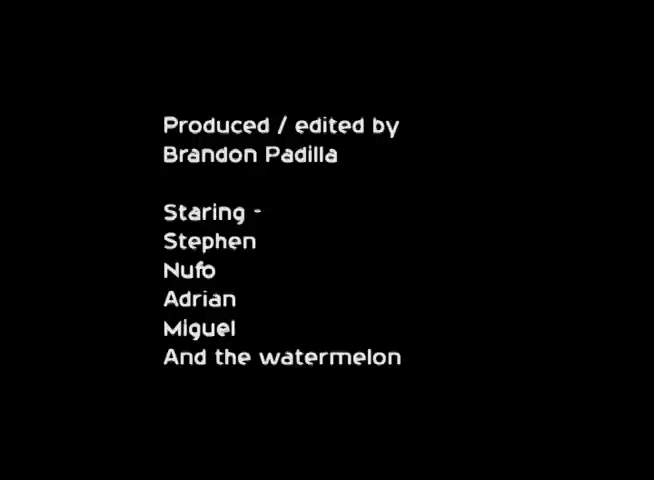 Produced / edited by
Brandon Padilla
Staring -
Stephen
Nufo
Adrian
Miguel
And the watermelon